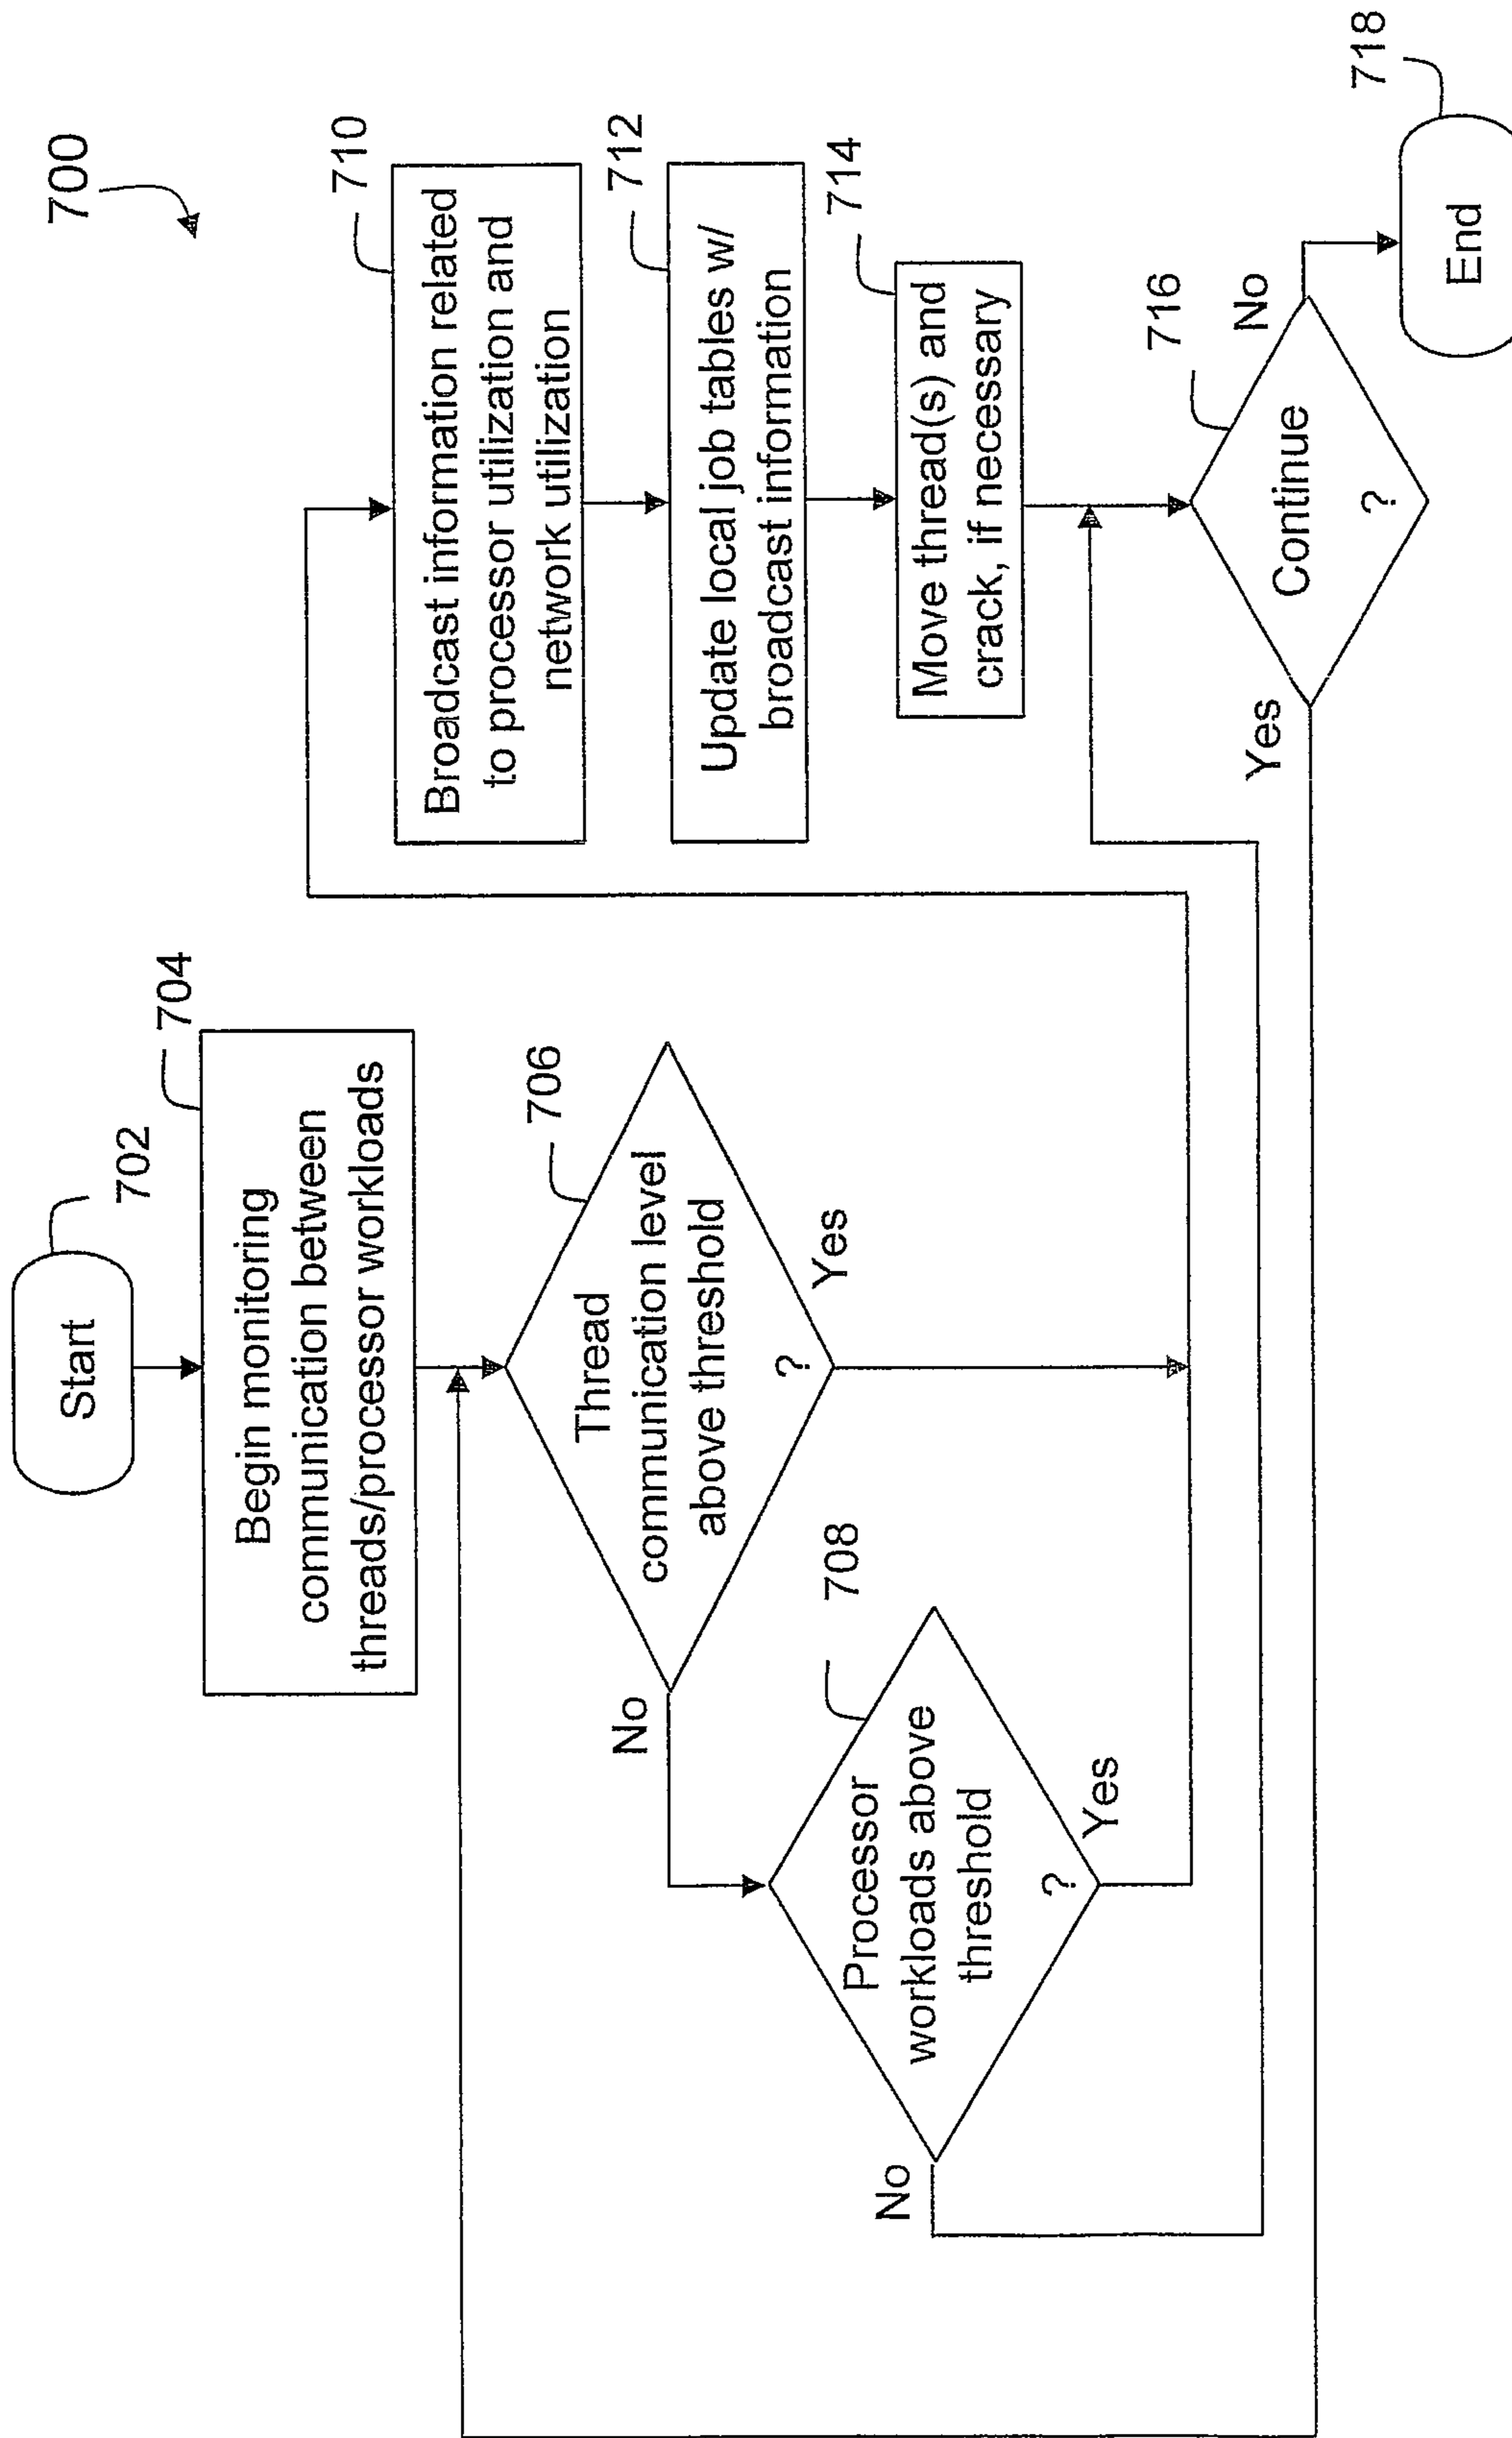 700
Start
702
Begin monitoring
communication between
threads/processor workloads
704
Thread
communication level
above threshold
?
706
No
Yes
Processor
workloads above
threshold
?
708
No
Yes
Broadcast information related
to processor utilization and
network utilization
710
Update local job tables w/
broadcast information
712
Move thread(s) and
crack, if necessary
714
Continue
?
716
Yes
No
End
718